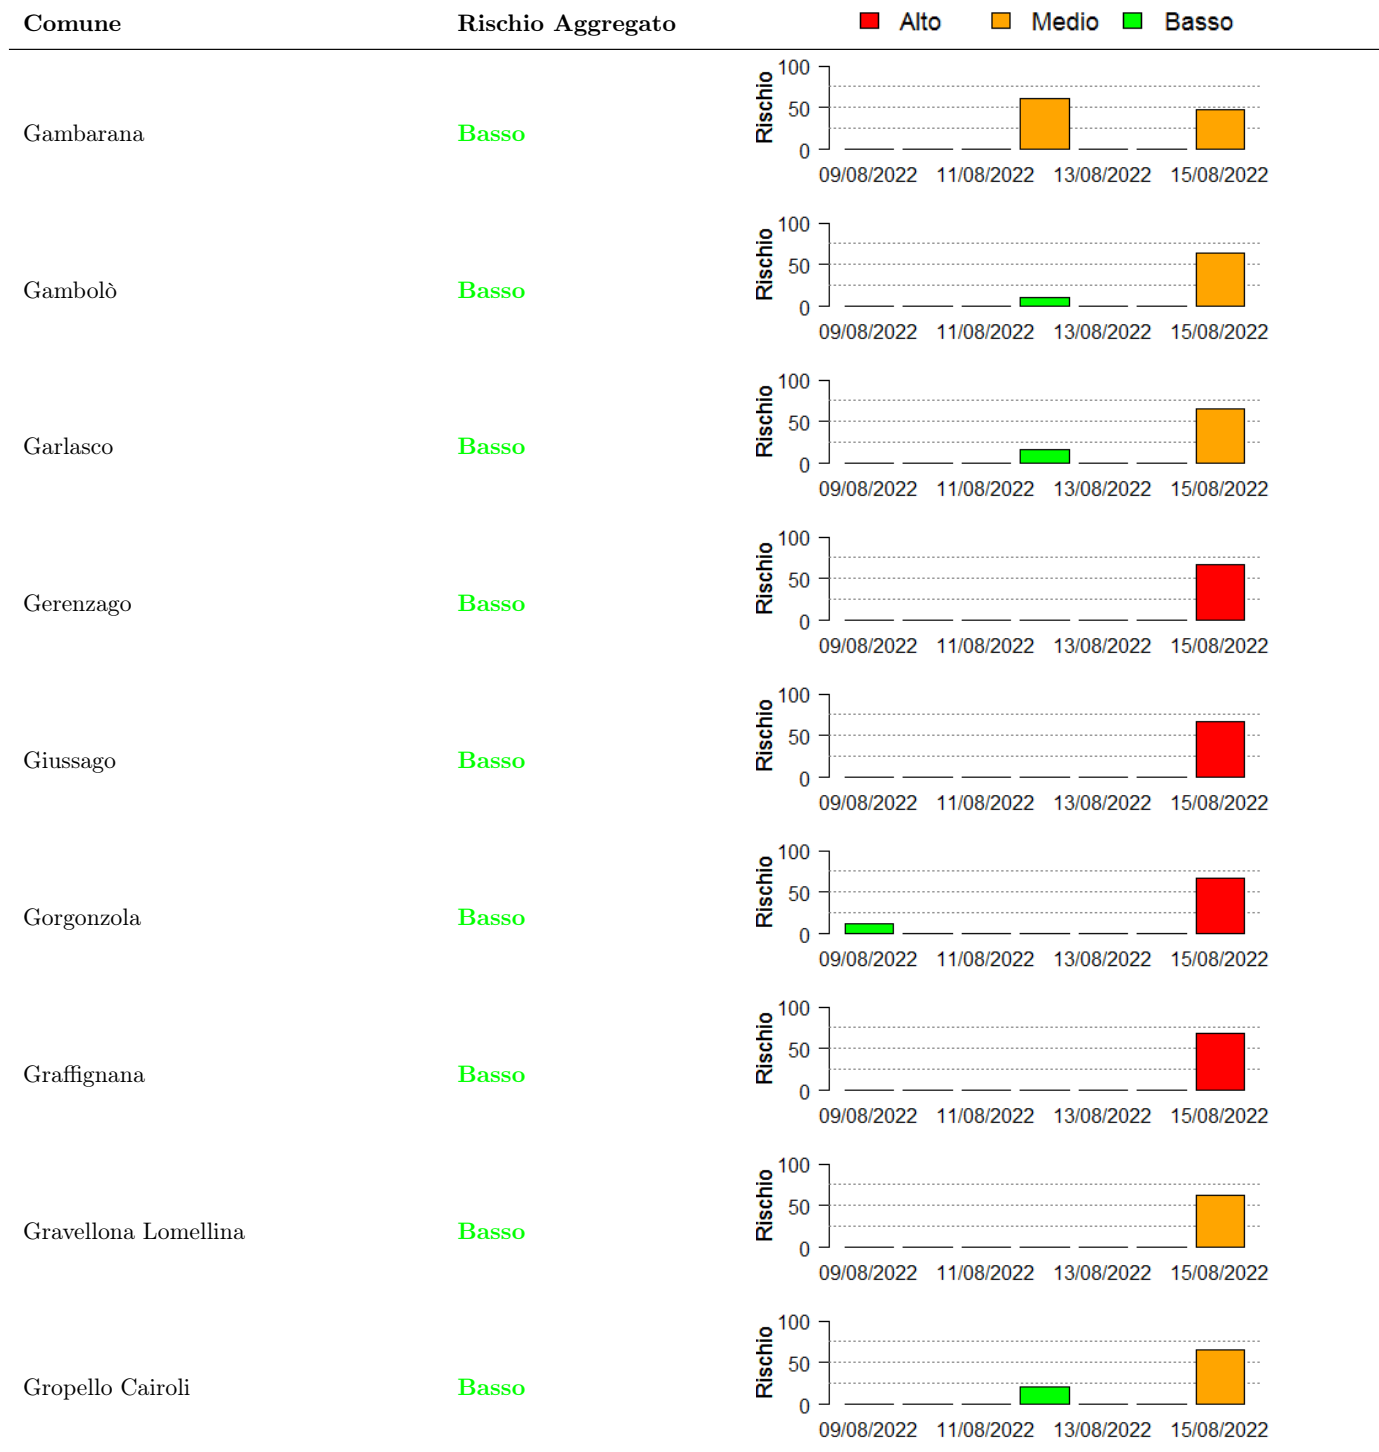 Comune Rischio Aggregato Alto Medio Basso
100
50
0
Rischio
Gambarana Basso
09/08/2022 11/08/2022 13/08/2022 15/08/2022
100
50
0
Rischio
Gambolò Basso
09/08/2022 11/08/2022 13/08/2022 15/08/2022
100
50
0
Rischio
Garlasco Basso
09/08/2022 11/08/2022 13/08/2022 15/08/2022
100
50
0
Rischio
Gerenzago Basso
09/08/2022 11/08/2022 13/08/2022 15/08/2022
100
50
0
Rischio
Giussago Basso
09/08/2022 11/08/2022 13/08/2022 15/08/2022
100
50
0
Rischio
Gorgonzola Basso
09/08/2022 11/08/2022 13/08/2022 15/08/2022
100
50
0
Rischio
Graffignana Basso
09/08/2022 11/08/2022 13/08/2022 15/08/2022
100
50
0
Rischio
Gravellona Lomellina Basso
09/08/2022 11/08/2022 13/08/2022 15/08/2022
100
50
0
Rischio
Gropello Cairoli Basso
09/08/2022 11/08/2022 13/08/2022 15/08/2022